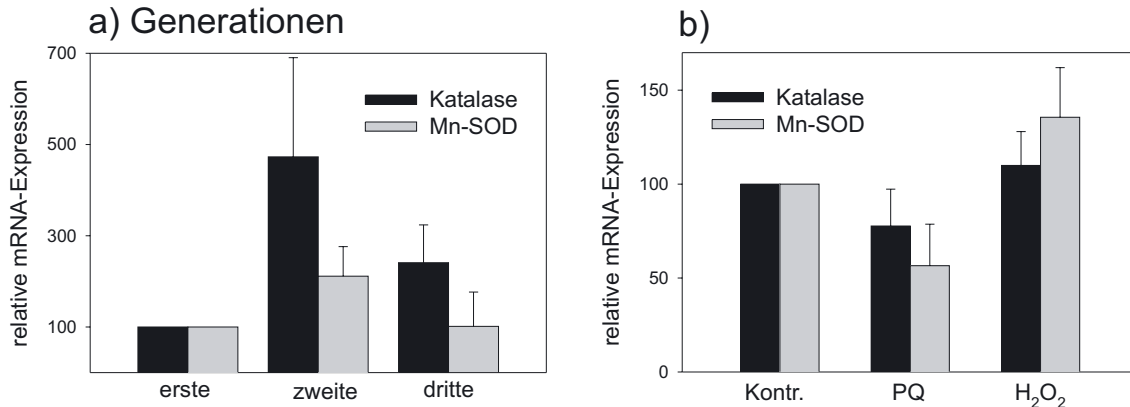 a) Generationen
relative mRNA-Expression
700
500
300
100
Katalase
Mn-SOD
erste zweite dritte
b)
relative mRNA-Expression
150
100
50
0
Katalase
Mn-SOD
Kontr. PQ H₂O₂